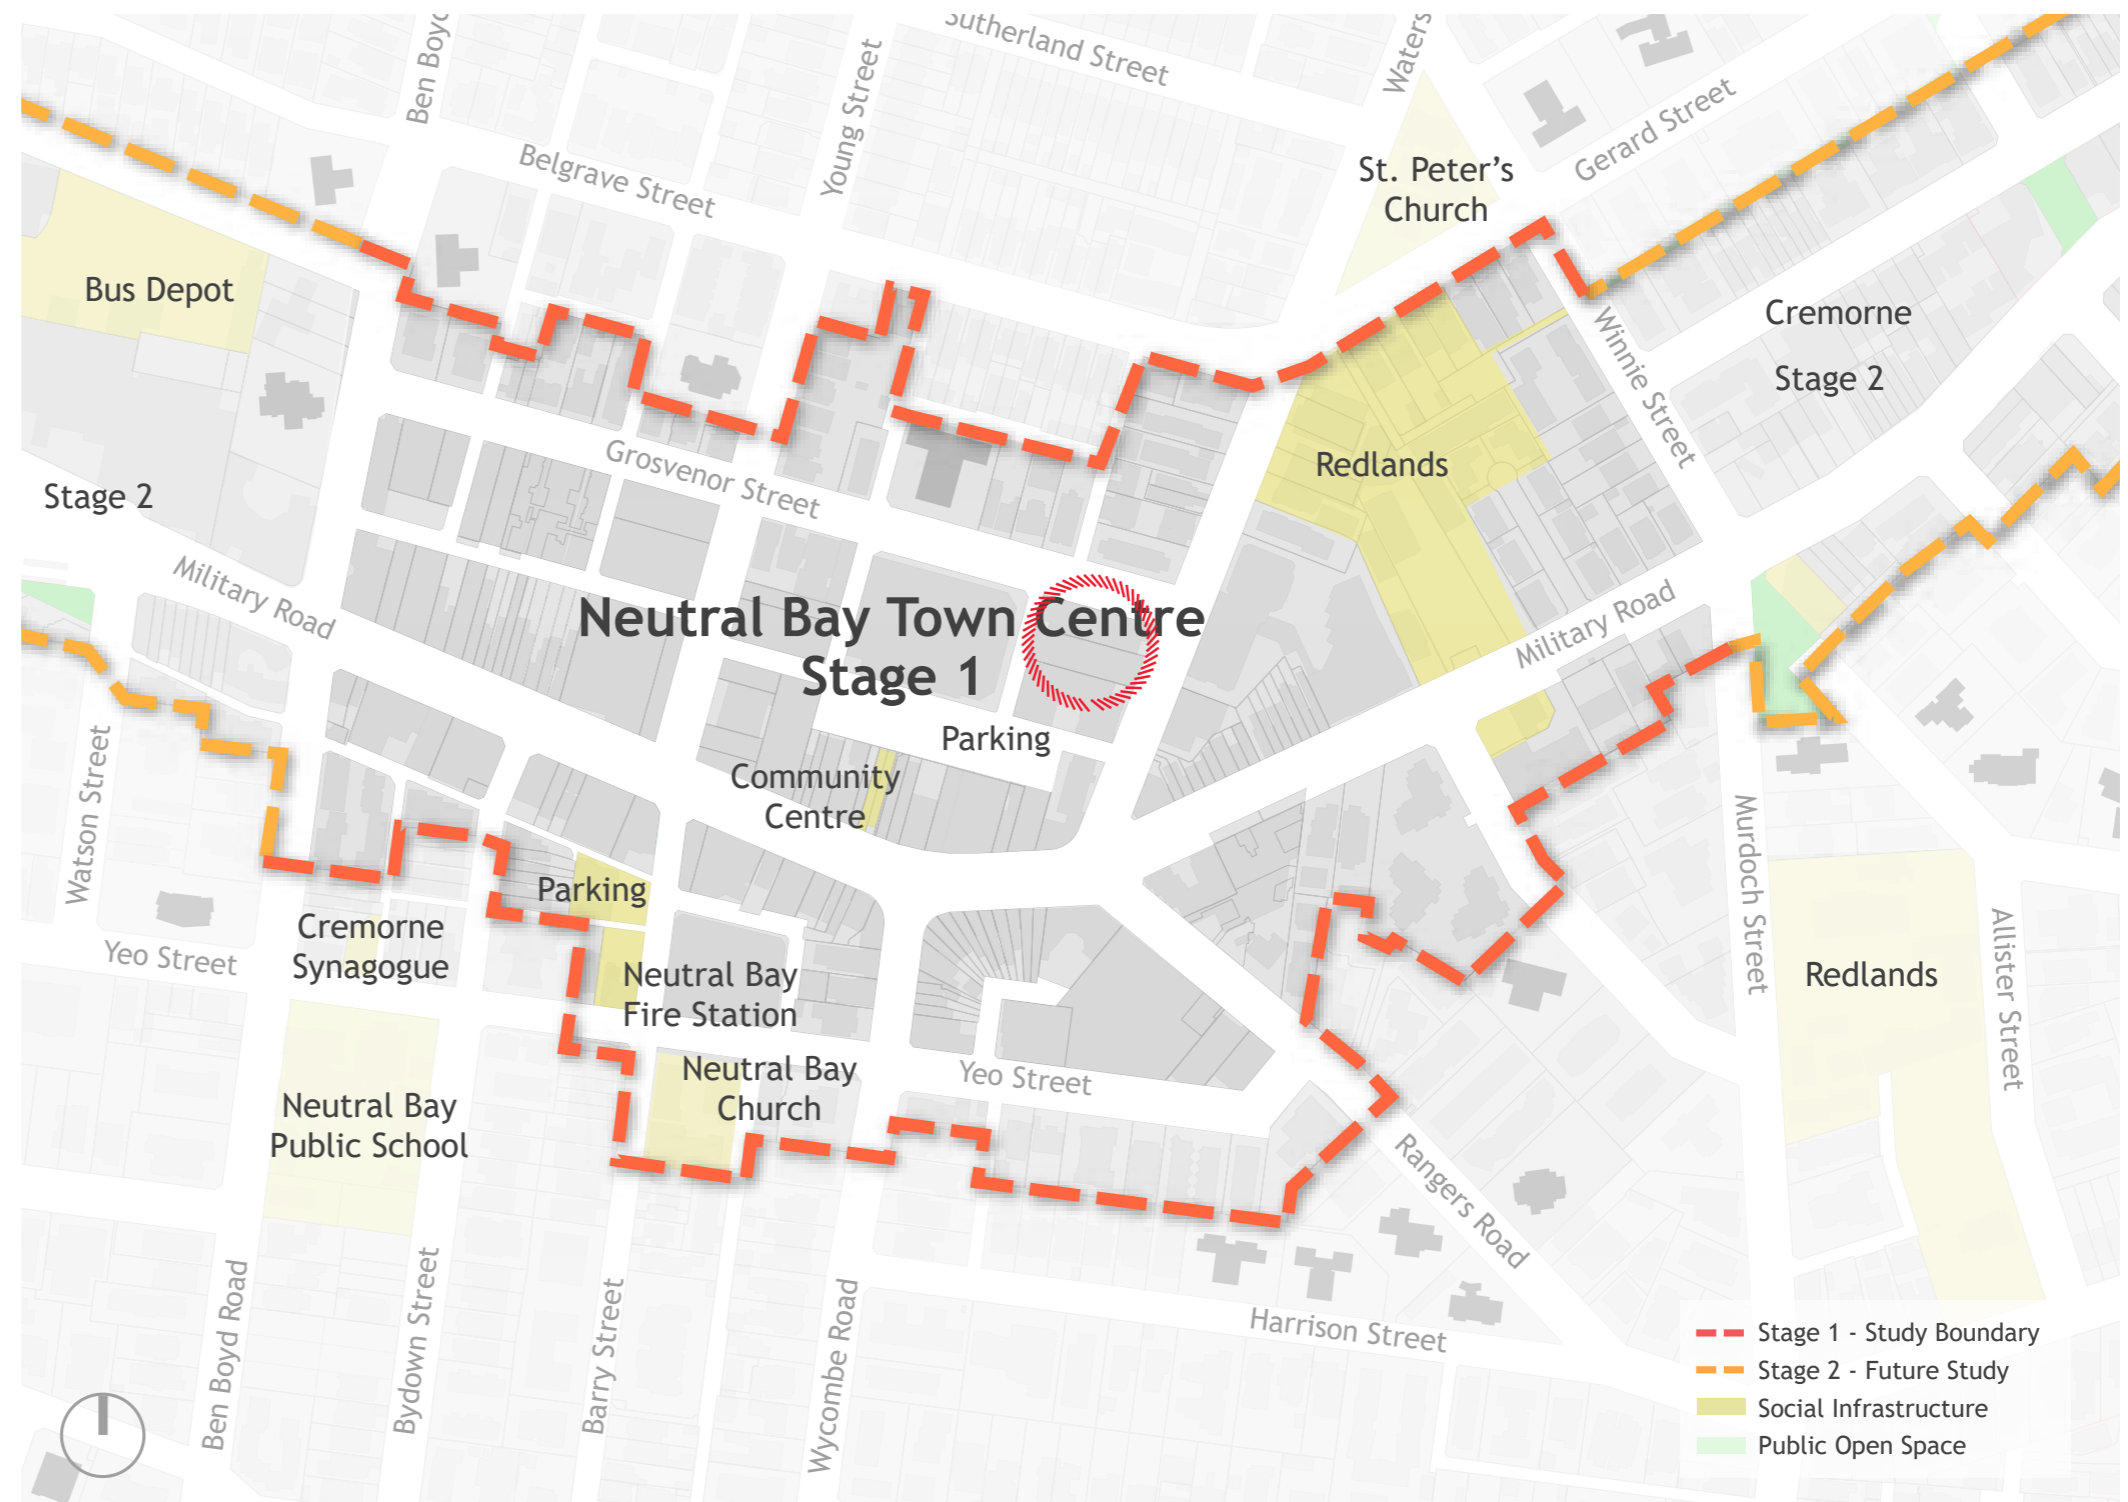 Sutherland Street
Ben Boyd
Young Street
Waters
Belgrave Street
St. Peter's
Church
Gerard Street
Bus Depot
Cremorne
Stage 2
Winnie Street
Grosvenor Street
Redlands
Stage 2
Military Road
Neutral Bay Town Centre
Stage 1
Military Road
Parking
Community
Centre
Watson Street
Murdoch Street
Parking
Cremorne
Synagogue
Yeo Street
Neutral Bay
Fire Station
Redlands
Allister Street
Neutral Bay
Church
Yeo Street
Neutral Bay
Public School
Rangers Road
Ben Boyd Road
Bydown Street
Barry Street
Wycombe Road
Harrison Street
Stage 1 - Study Boundary
Stage 2 - Future Study
Social Infrastructure
Public Open Space